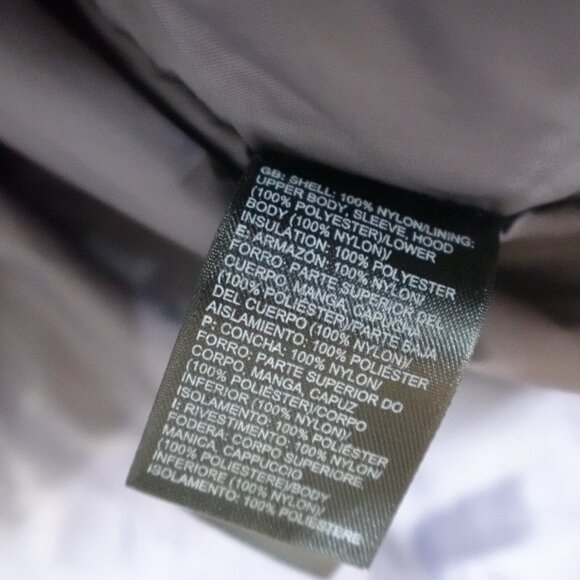 GB: SHELL: 100% NYLON/LINING:
UPPER BODY, SLEEVE, HOOD
(100% POLYESTER)/LOWER
BODY (100% NYLON)/
INSULATION: 100% POLYESTER
E: ARMAZÓN: 100% NYLON/
FORRO: PARTE SUPERIOR DEL
CUERPO, MANGA, CAPUCHA
(100% POLIÉSTER)/PARTE BAJA
DEL CUERPO (100% NYLON)/
AISLAMIENTO: 100% POLIÉSTER
P: CONCHA: 100% NYLON/
FORRO: PARTE SUPERIOR DO
CORPO, MANGA, CAPUZ
(100% POLIÉSTER)/CORPO
INFERIOR (100% NYLON)/
ISOLAMENTO: 100% POLIÉSTER
I: RIVESTIMENTO: 100% NYLON/
FODERA: CORPO SUPERIORE
MANICA, CAPPUCCIO
(100% POLIESTERE)/BODY
INFERIORE (100% NYLON)/
ISOLAMENTO: 100% POLIESTERE